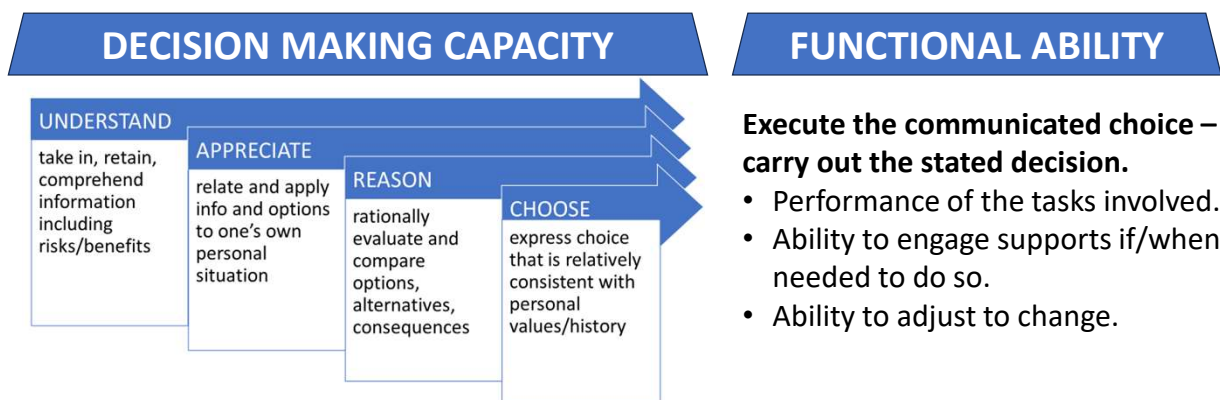 DECISION MAKING CAPACITY
UNDERSTAND
take in, retain,
comprehend
information
including
risks/benefits
APPRECIATE
relate and apply
info and options
to one's own
personal
situation
REASON
rationally
evaluate and
compare
options,
alternatives,
consequences
CHOOSE
express choice
that is relatively
consistent with
personal
values/history
FUNCTIONAL ABILITY
Execute the communicated choice –
carry out the stated decision.
• Performance of the tasks involved.
• Ability to engage supports if/when
needed to do so.
• Ability to adjust to change.